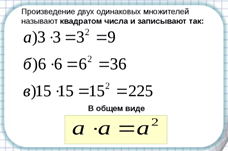 Произведение двух одинаковых множителей
называют квадратом числа и записывают так:
а)3·3=3²=9
б)6·6=6²=36
в)15·15=15²=225
В общем виде
a·a=a²